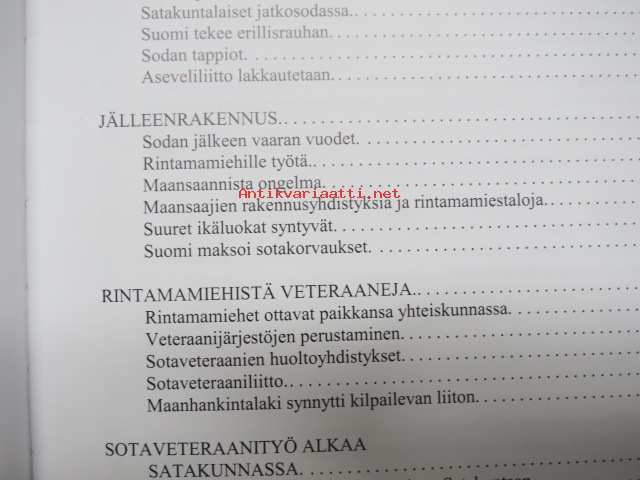 Satakuntalaiset jatkosodassa.
Suomi tekee erillisrauhan.
Sodan tappiot.
Aseveliliitto lakkautetaan.
JÄLLEENRAKENNUS.
Sodan jälkeen vaaran vuodet.
Rintamamiehille työtä.
Maansaannista ongelma.
Antikvariaatti.net
Maansaajien rakennusyhdistyksiä ja rintamamiestaloja.
Suuret ikäluokat syntyvät.
Suomi maksoi sotakorvaukset.
RINTAMAMIEHISTÄ VETERAANEJA.
Rintamamiehet ottavat paikkansa yhteiskunnassa.
Veteraanijärjestöjen perustaminen.
Sotaveteraanien huoltoyhdistykset.
Sotaveteraaniliitto.
Maanhankintalaki synnytti kilpailevan liiton.
SOTAVETERAANITYÖ ALKAA
SATAKUNNASSA.